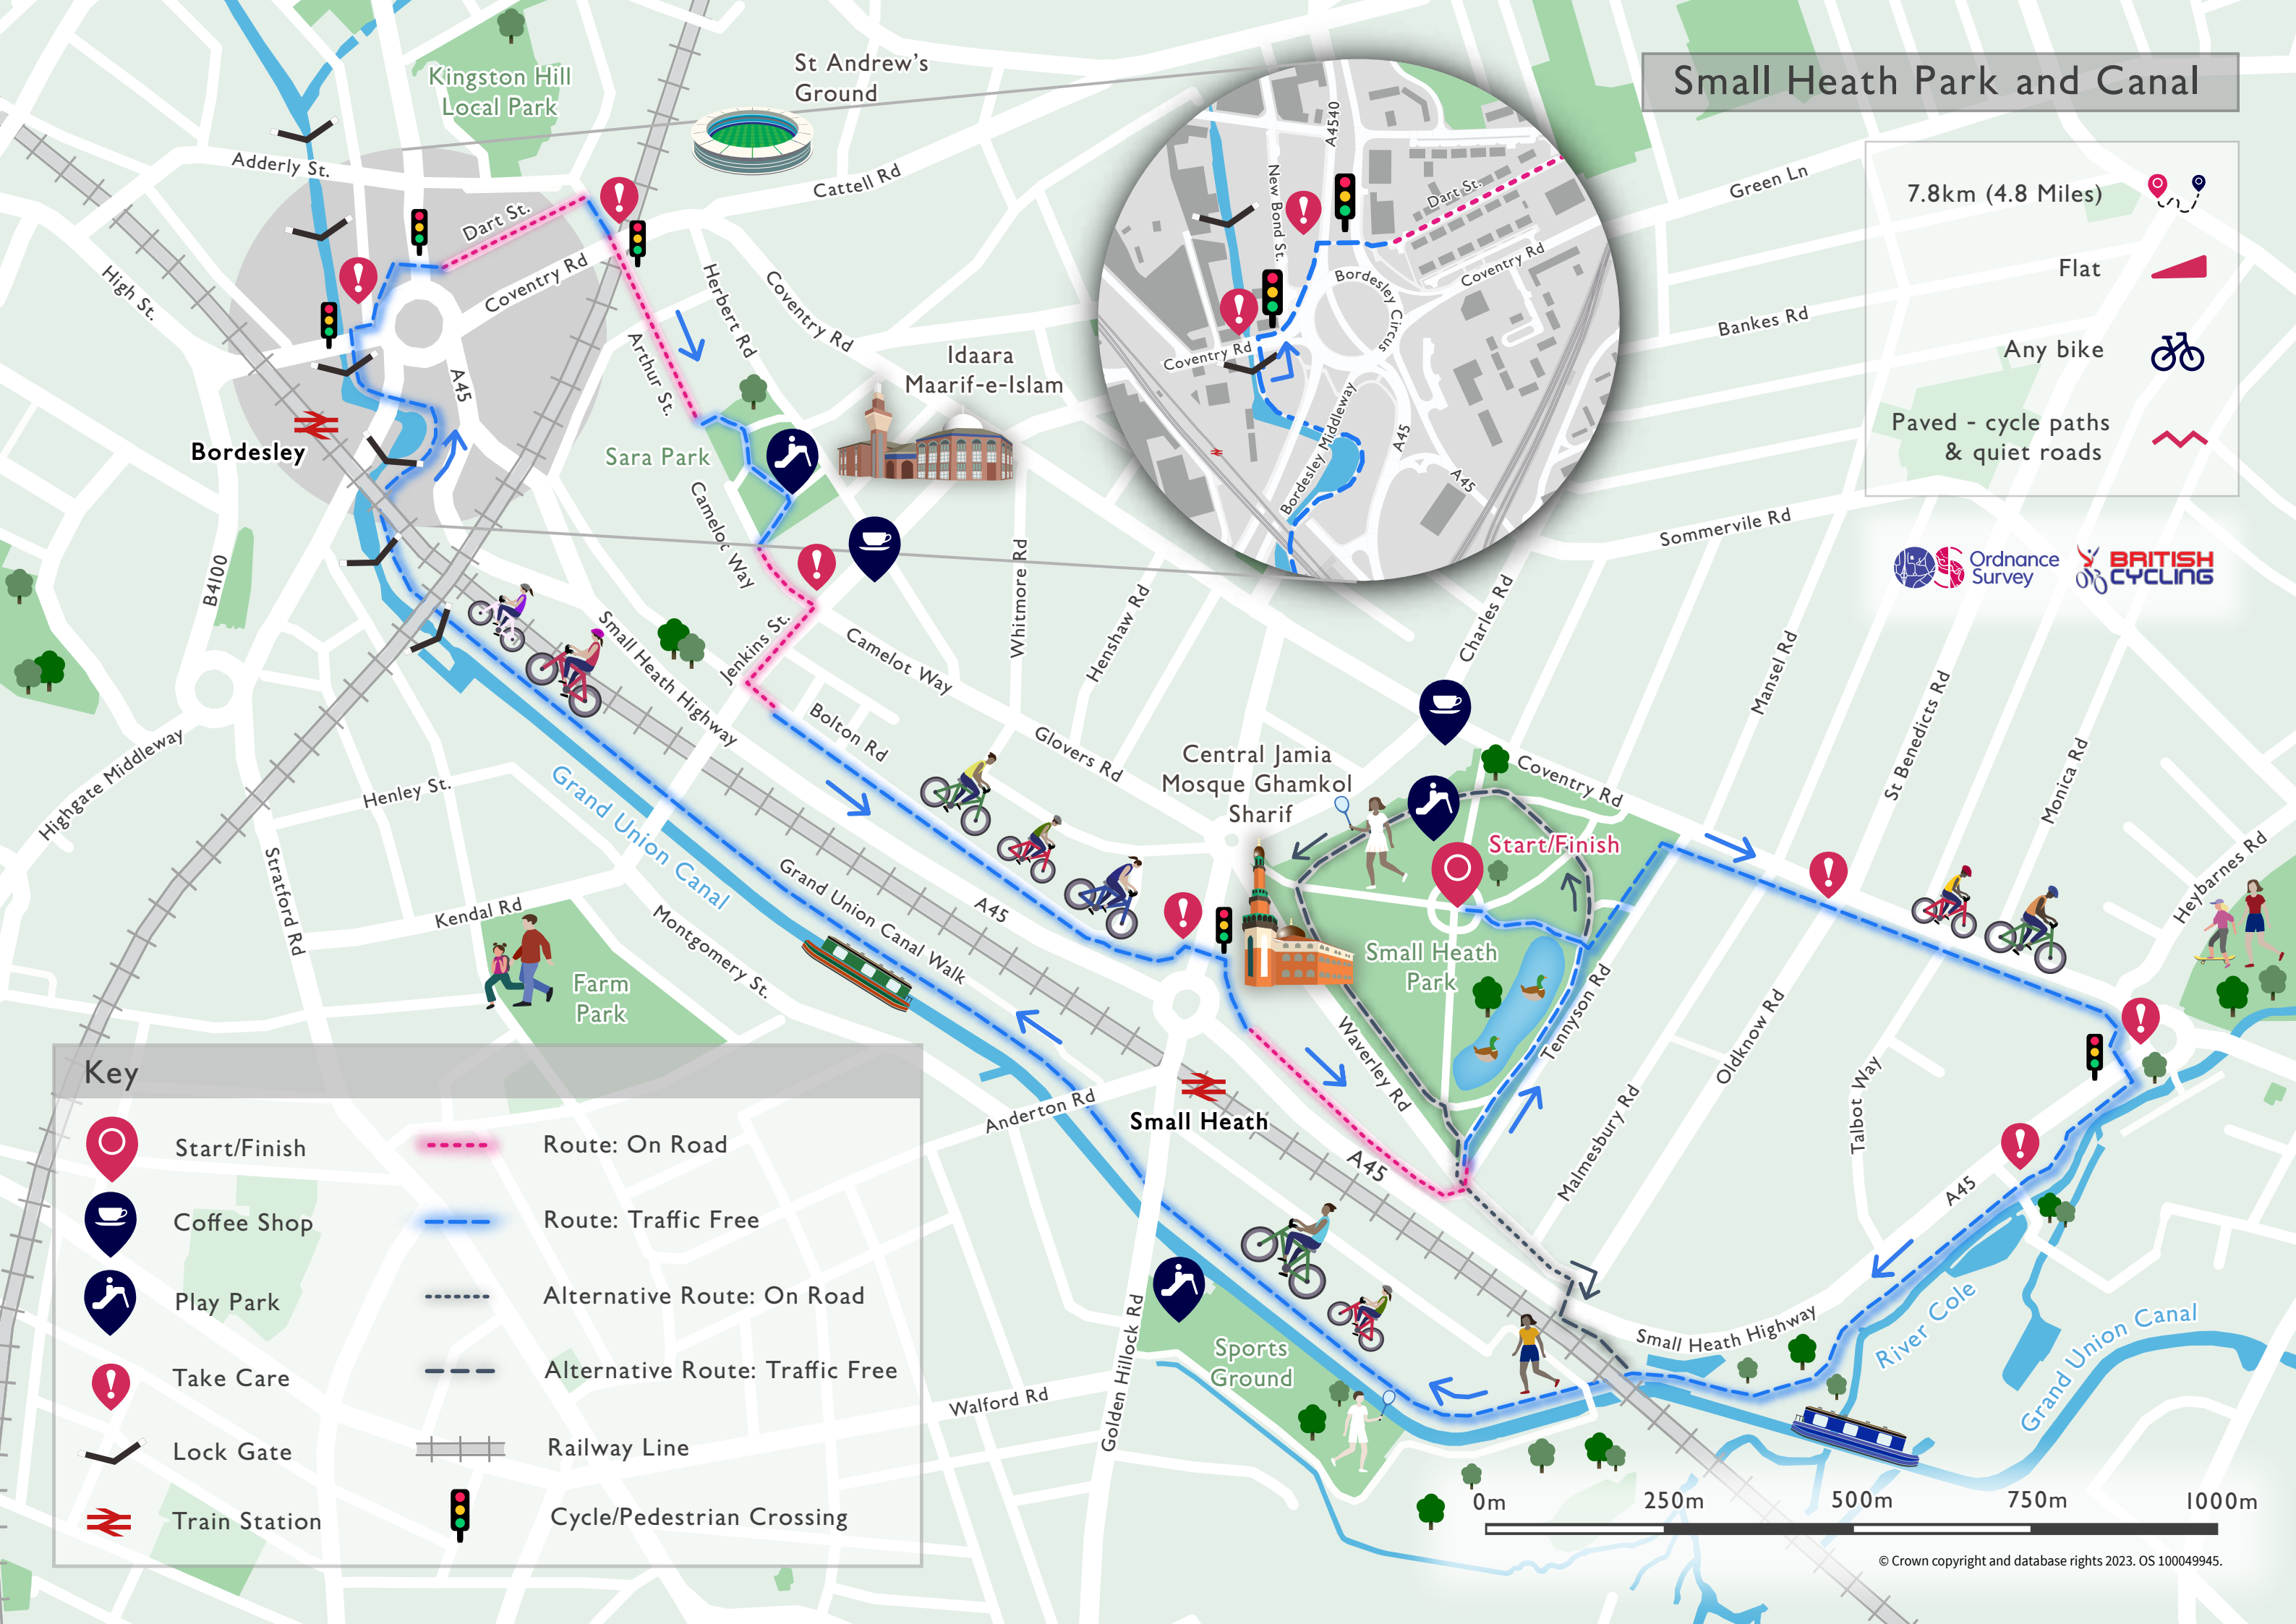 Small Heath Park and Canal
7.8km (4.8 Miles)
Flat
Any bike
Paved - cycle paths
& quiet roads
Ordnance
Survey
BRITISH
CYCLING
Kingston Hill
Local Park
St Andrew's
Ground
Adderly St.
Cattell Rd
Dart St.
Coventry Rd
High St.
Herbert Rd
Coventry Rd
Arthur St.
A45
Idaara
Maarif-e-Islam
Bordesley
Sara Park
Camelot Way
B4100
A4540
New Bond St.
Dart St.
Coventry Rd
Bordesley Circus
Coventry Rd
Bordesley Middleway
A45
A45
Green Ln
Bankes Rd
Sommervile Rd
Charles Rd
Mansel Rd
St Benedicts Rd
Monica Rd
Heybarnes Rd
Whitmore Rd
Henshaw Rd
Small Heath Highway
Jenkins St.
Camelot Way
Bolton Rd
Glovers Rd
Highgate Middleway
Henley St.
Grand Union Canal
Stratford Rd
Kendal Rd
Montgomery St.
Grand Union Canal Walk
A45
Farm
Park
Central Jamia
Mosque Ghamkol
Sharif
Coventry Rd
Start/Finish
Small Heath
Park
Waverley Rd
Tennyson Rd
Oldknow Rd
Malmesbury Rd
Talbot Way
A45
Anderton Rd
Small Heath
A45
Small Heath Highway
River Cole
Grand Union Canal
Golden Hillock Rd
Walford Rd
Sports
Ground
Key
Start/Finish
Coffee Shop
Play Park
Take Care
Lock Gate
Train Station
Route: On Road
Route: Traffic Free
Alternative Route: On Road
Alternative Route: Traffic Free
Railway Line
Cycle/Pedestrian Crossing
0m 250m 500m 750m 1000m
© Crown copyright and database rights 2023. OS 100049945.